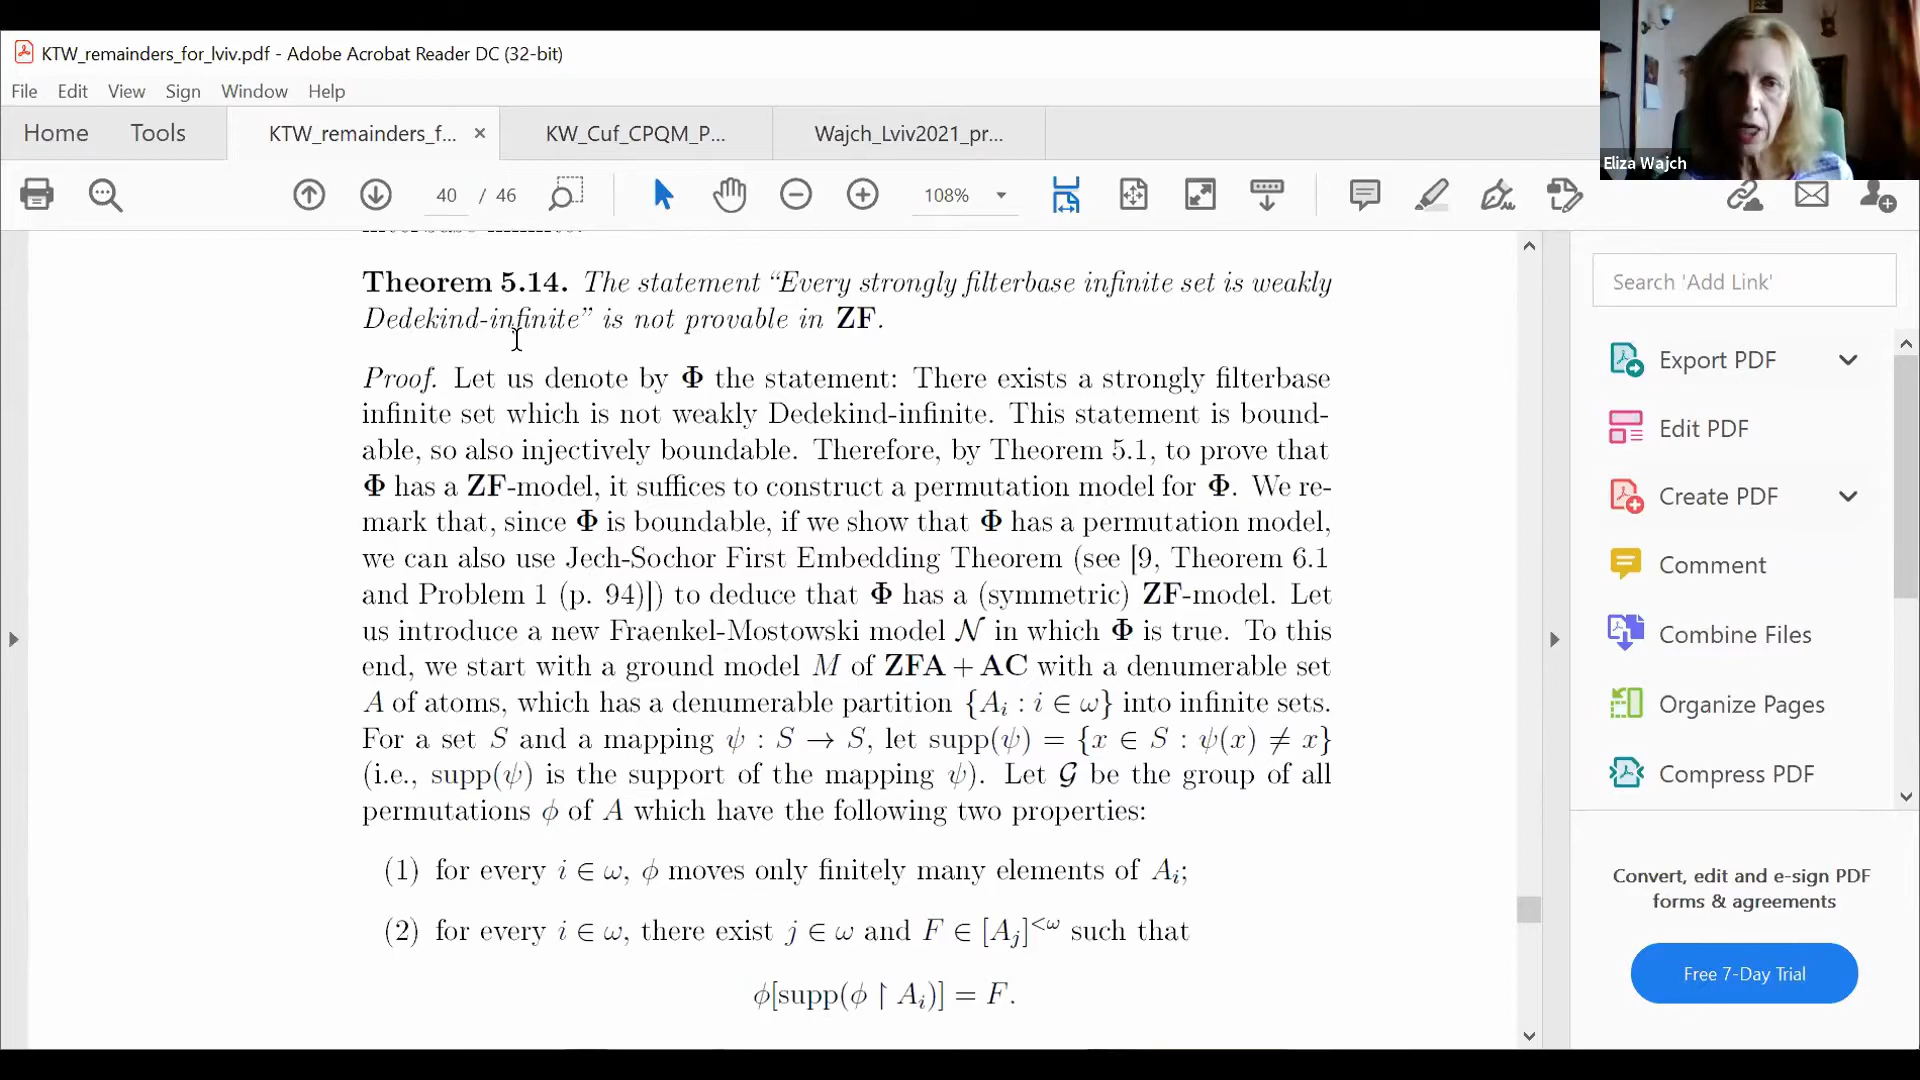 KTW_remainders_for_lviv.pdf - Adobe Acrobat Reader DC (32-bit)
File Edit View Sign Window Help
Home Tools KTW_remainders_f... × KW_Cuf_CPQM_P... Wajch_Lviv2021_pr...
Eliza Wajch
40 / 46 108%
Theorem 5.14. The statement “Every strongly filterbase infinite set is weakly
Dedekind-infinite” is not provable in ZF.
Proof. Let us denote by Φ the statement: There exists a strongly filterbase
infinite set which is not weakly Dedekind-infinite. This statement is bound-
able, so also injectively boundable. Therefore, by Theorem 5.1, to prove that
Φ has a ZF-model, it suffices to construct a permutation model for Φ. We re-
mark that, since Φ is boundable, if we show that Φ has a permutation model,
we can also use Jech-Sochor First Embedding Theorem (see [9, Theorem 6.1
and Problem 1 (p. 94)]) to deduce that Φ has a (symmetric) ZF-model. Let
us introduce a new Fraenkel-Mostowski model 𝒩 in which Φ is true. To this
end, we start with a ground model M of ZFA + AC with a denumerable set
A of atoms, which has a denumerable partition {Aᵢ : i ∈ ω} into infinite sets.
For a set S and a mapping ψ : S → S, let supp(ψ) = {x ∈ S : ψ(x) ≠ x}
(i.e., supp(ψ) is the support of the mapping ψ). Let 𝒢 be the group of all
permutations ϕ of A which have the following two properties:
(1) for every i ∈ ω, ϕ moves only finitely many elements of Aᵢ;
(2) for every i ∈ ω, there exist j ∈ ω and F ∈ [Aⱼ]^{<ω} such that
ϕ[supp(ϕ ↾ Aᵢ)] = F.
Search 'Add Link'
Export PDF
Edit PDF
Create PDF
Comment
Combine Files
Organize Pages
Compress PDF
Convert, edit and e-sign PDF
forms & agreements
Free 7-Day Trial